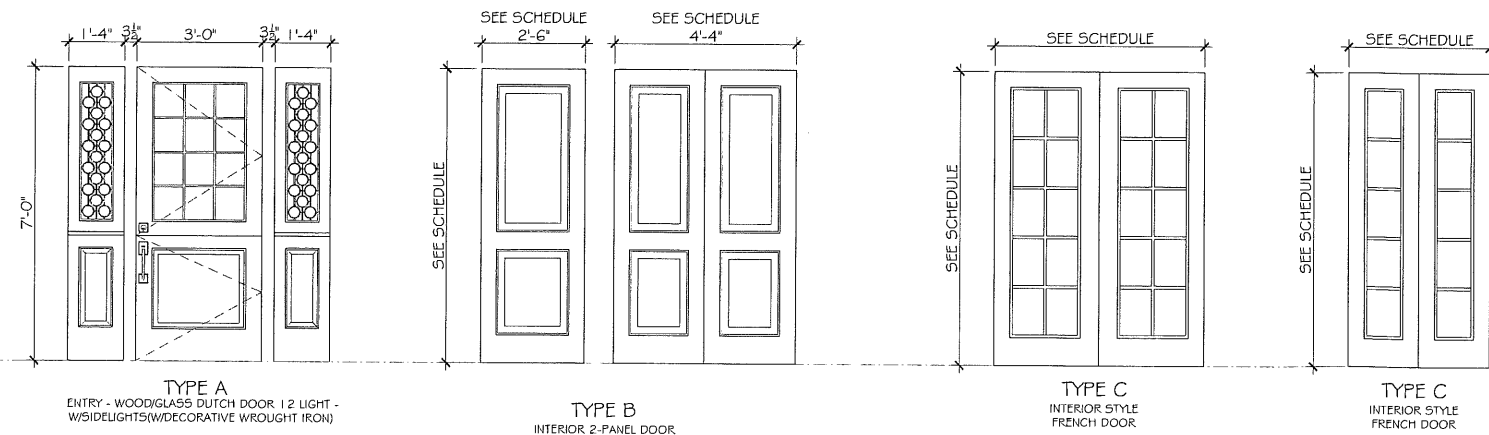 1'-4"
3½"
3'-0"
3½"
1'-4"
7'-0"
TYPE A
ENTRY - WOOD/GLASS DUTCH DOOR 12 LIGHT -
W/SIDELIGHTS(W/DECORATIVE WROUGHT IRON)
SEE SCHEDULE
2'-6"
SEE SCHEDULE
4'-4"
SEE SCHEDULE
TYPE B
INTERIOR 2-PANEL DOOR
SEE SCHEDULE
SEE SCHEDULE
TYPE C
INTERIOR STYLE
FRENCH DOOR
SEE SCHEDULE
SEE SCHEDULE
TYPE C
INTERIOR STYLE
FRENCH DOOR